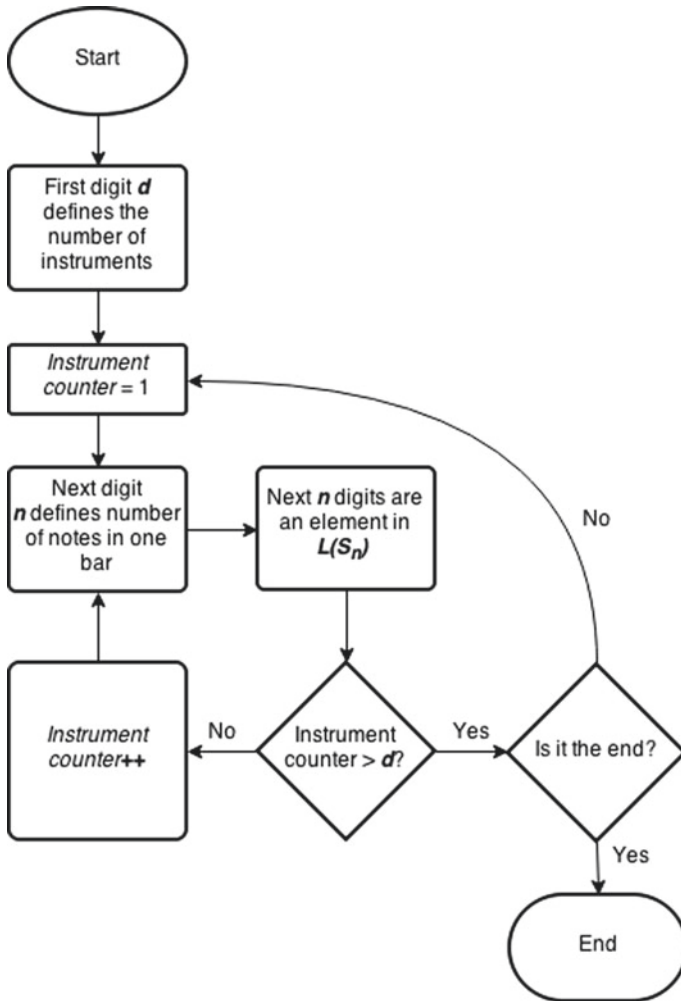 Start
First digit d
defines the
number of
instruments
Instrument
counter = 1
Next digit
n defines number
of notes in one
bar
Next n digits are
an element in
L(Sn)
No
Instrument
counter++
No
Instrument
counter > d?
Yes
Is it the end?
Yes
End